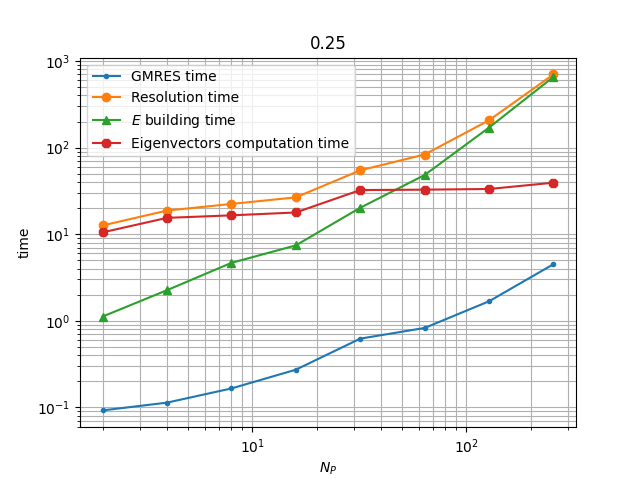 0.25
10³
10²
10¹
10⁰
10⁻¹
time
GMRES time
Resolution time
E building time
Eigenvectors computation time
10¹ 10²
N_P